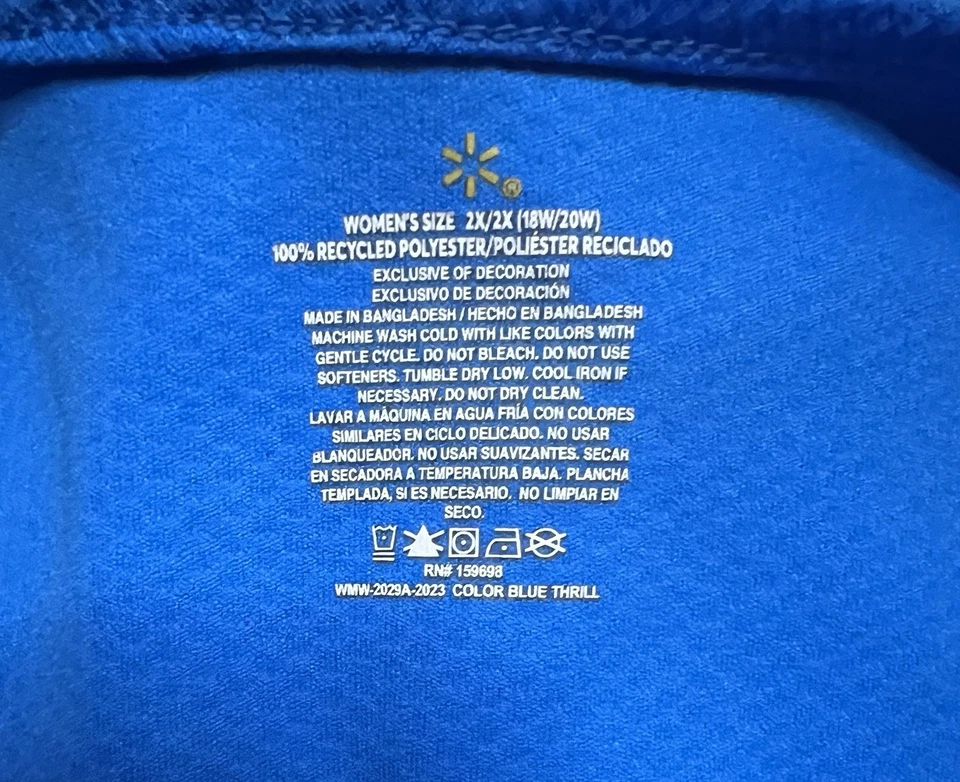 ®
WOMEN'S SIZE 2X/2X (18W/20W)
100% RECYCLED POLYESTER/POLIÉSTER RECICLADO
EXCLUSIVE OF DECORATION
EXCLUSIVO DE DECORACIÓN
MADE IN BANGLADESH / HECHO EN BANGLADESH
MACHINE WASH COLD WITH LIKE COLORS WITH
GENTLE CYCLE. DO NOT BLEACH. DO NOT USE
SOFTENERS. TUMBLE DRY LOW. COOL IRON IF
NECESSARY. DO NOT DRY CLEAN.
LAVAR A MÁQUINA EN AGUA FRÍA CON COLORES
SIMILARES EN CICLO DELICADO. NO USAR
BLANQUEADOR. NO USAR SUAVIZANTES. SECAR
EN SECADORA A TEMPERATURA BAJA. PLANCHA
TEMPLADA, SI ES NECESARIO. NO LIMPIAR EN
SECO.
RN# 159698
WMW-2029A-2023 COLOR BLUE THRILL